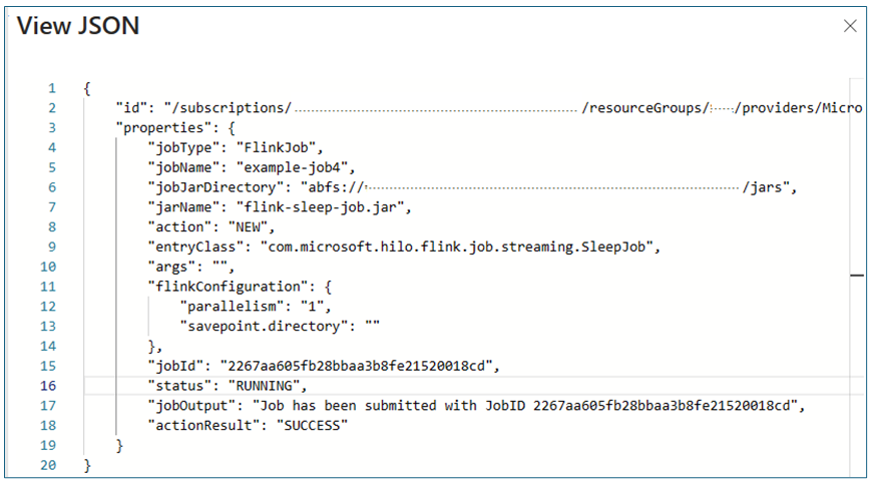 View JSON
1 {
2 "id": "/subscriptions/ /resourceGroups/ /providers/Micro
3 "properties": {
4 "jobType": "FlinkJob",
5 "jobName": "example-job4",
6 "jobJarDirectory": "abfs:// /jars",
7 "jarName": "flink-sleep-job.jar",
8 "action": "NEW",
9 "entryClass": "com.microsoft.hilo.flink.job.streaming.SleepJob",
10 "args": "",
11 "flinkConfiguration": {
12 "parallelism": "1",
13 "savepoint.directory": ""
14 },
15 "jobId": "2267aa605fb28bbaa3b8fe21520018cd",
16 "status": "RUNNING",
17 "jobOutput": "Job has been submitted with JobID 2267aa605fb28bbaa3b8fe21520018cd",
18 "actionResult": "SUCCESS"
19 }
20 }